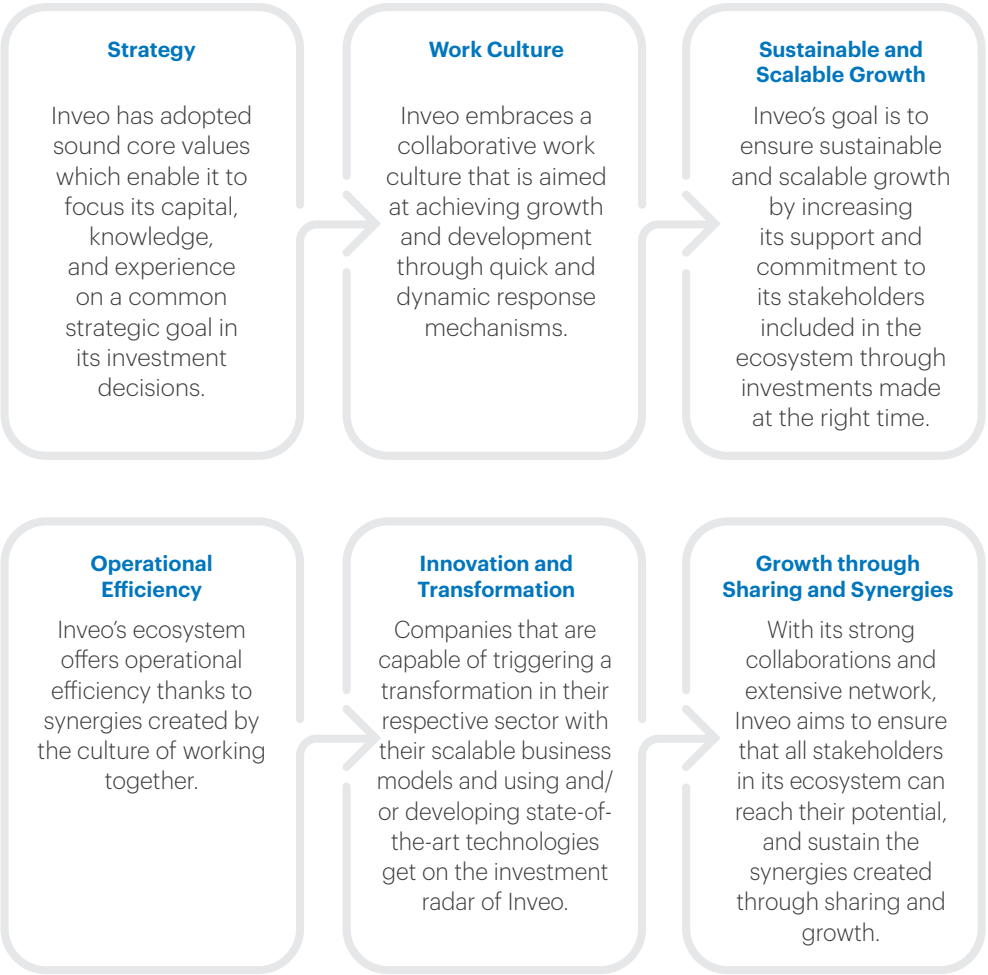 Strategy
Inveo has adopted
sound core values
which enable it to
focus its capital,
knowledge,
and experience
on a common
strategic goal in
its investment
decisions.
Work Culture
Inveo embraces a
collaborative work
culture that is aimed
at achieving growth
and development
through quick and
dynamic response
mechanisms.
Sustainable and
Scalable Growth
Inveo’s goal is to
ensure sustainable
and scalable growth
by increasing
its support and
commitment to
its stakeholders
included in the
ecosystem through
investments made
at the right time.
Operational
Efficiency
Inveo’s ecosystem
offers operational
efficiency thanks to
synergies created by
the culture of working
together.
Innovation and
Transformation
Companies that are
capable of triggering a
transformation in their
respective sector with
their scalable business
models and using and/
or developing state-of-
the-art technologies
get on the investment
radar of Inveo.
Growth through
Sharing and Synergies
With its strong
collaborations and
extensive network,
Inveo aims to ensure
that all stakeholders
in its ecosystem can
reach their potential,
and sustain the
synergies created
through sharing and
growth.